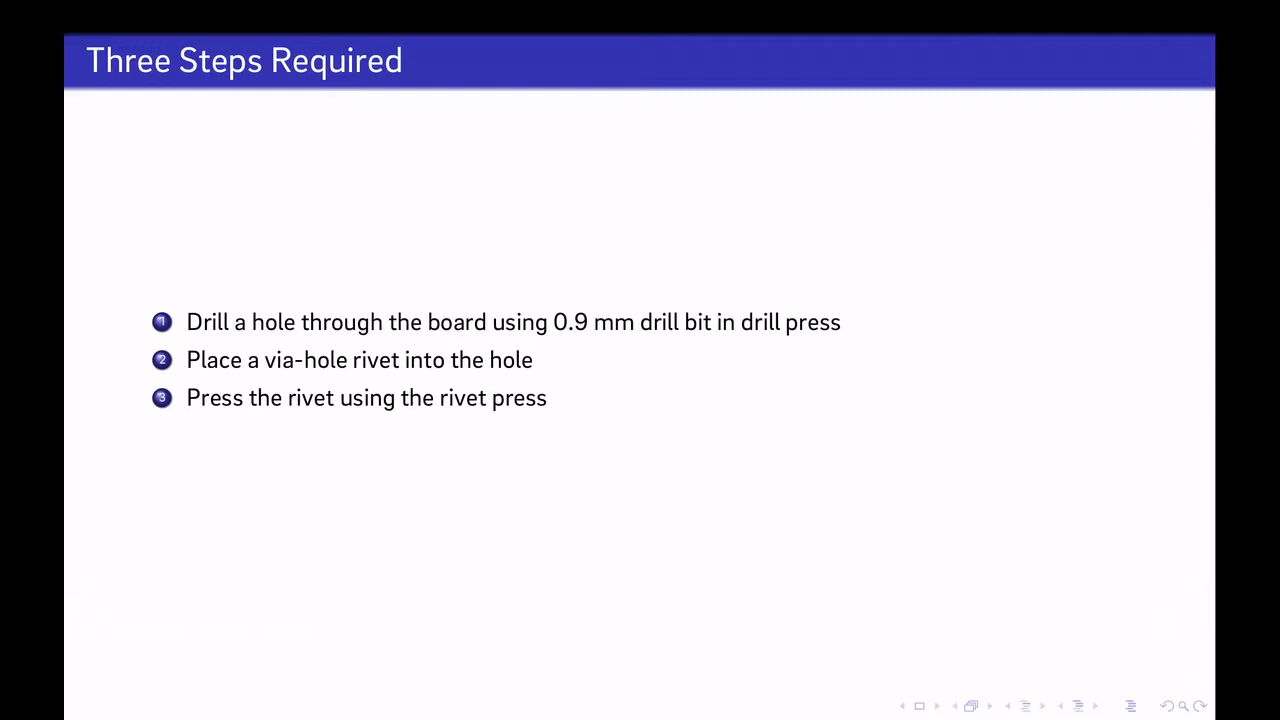 Three Steps Required
1 Drill a hole through the board using 0.9 mm drill bit in drill press
2 Place a via-hole rivet into the hole
3 Press the rivet using the rivet press